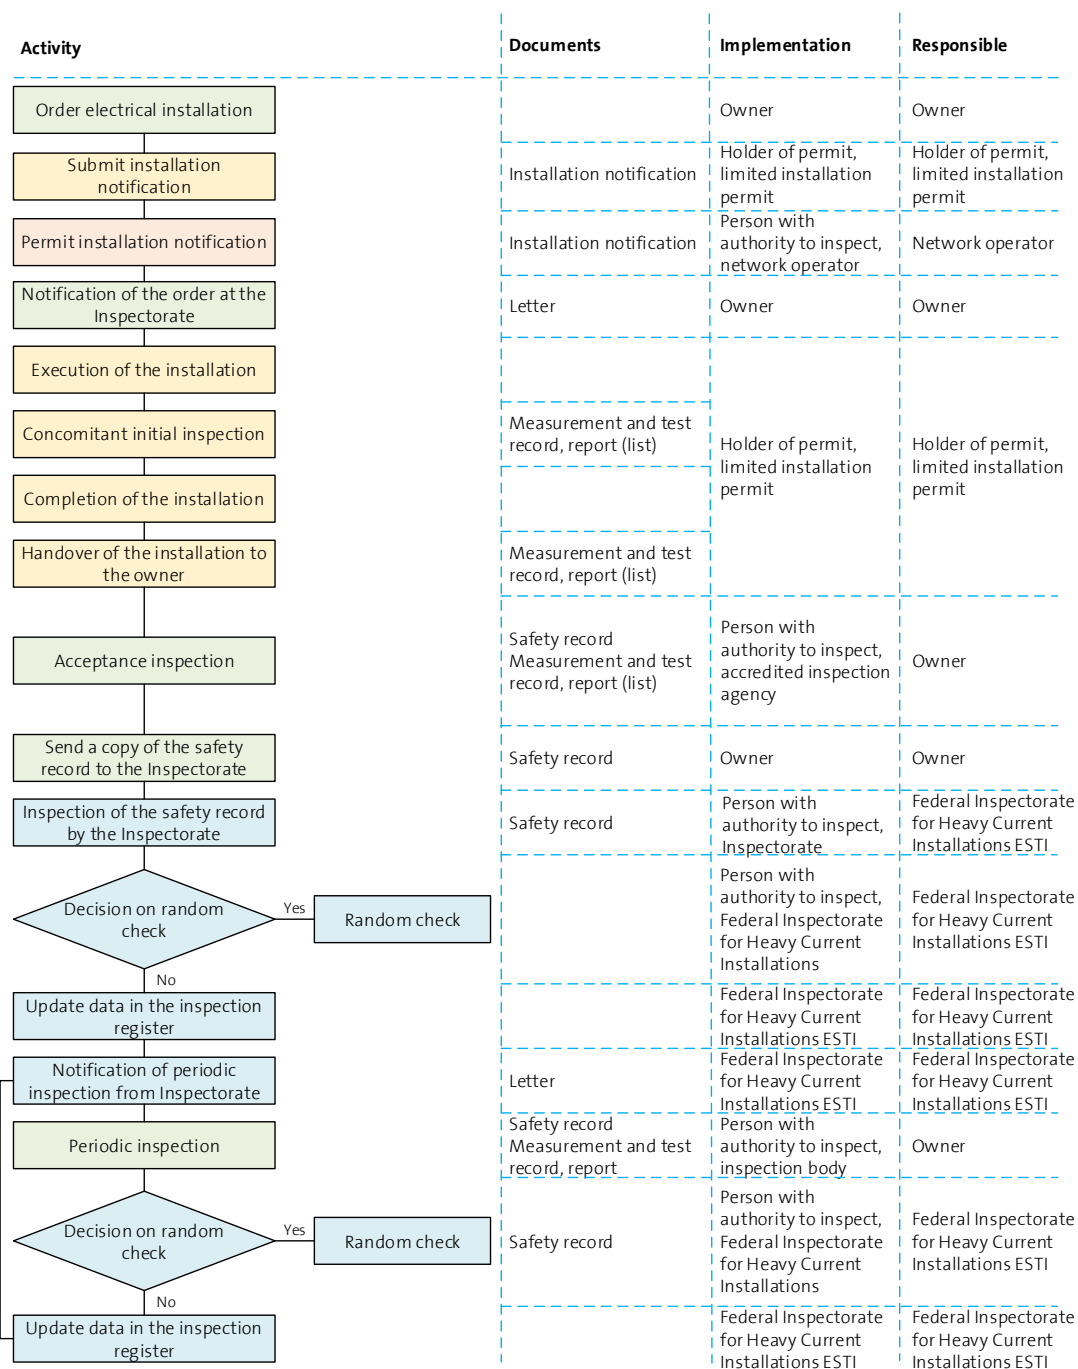 Activity
Documents
Implementation
Responsible
Order electrical installation
Owner
Owner
Submit installation
notification
Installation notification
Holder of permit,
limited installation
permit
Holder of permit,
limited installation
permit
Permit installation notification
Installation notification
Person with
authority to inspect,
network operator
Network operator
Notification of the order at the
Inspectorate
Letter
Owner
Owner
Execution of the installation
Concomitant initial inspection
Measurement and test
record, report (list)
Holder of permit,
limited installation
permit
Holder of permit,
limited installation
permit
Completion of the installation
Handover of the installation to
the owner
Measurement and test
record, report (list)
Acceptance inspection
Safety record
Measurement and test
record, report (list)
Person with
authority to inspect,
accredited inspection
agency
Owner
Send a copy of the safety
record to the Inspectorate
Safety record
Owner
Owner
Inspection of the safety record
by the Inspectorate
Safety record
Person with
authority to inspect,
Inspectorate
Federal Inspectorate
for Heavy Current
Installations ESTI
Decision on random
check
Yes
Random check
No
Person with
authority to inspect,
Federal Inspectorate
for Heavy Current
Installations
Federal Inspectorate
for Heavy Current
Installations ESTI
Update data in the inspection
register
Federal Inspectorate
for Heavy Current
Installations ESTI
Federal Inspectorate
for Heavy Current
Installations ESTI
Notification of periodic
inspection from Inspectorate
Letter
Federal Inspectorate
for Heavy Current
Installations ESTI
Federal Inspectorate
for Heavy Current
Installations ESTI
Periodic inspection
Safety record
Measurement and test
record, report
Person with
authority to inspect,
inspection body
Owner
Decision on random
check
Yes
Random check
No
Safety record
Person with
authority to inspect,
Federal Inspectorate
for Heavy Current
Installations
Federal Inspectorate
for Heavy Current
Installations ESTI
Update data in the inspection
register
Federal Inspectorate
for Heavy Current
Installations ESTI
Federal Inspectorate
for Heavy Current
Installations ESTI